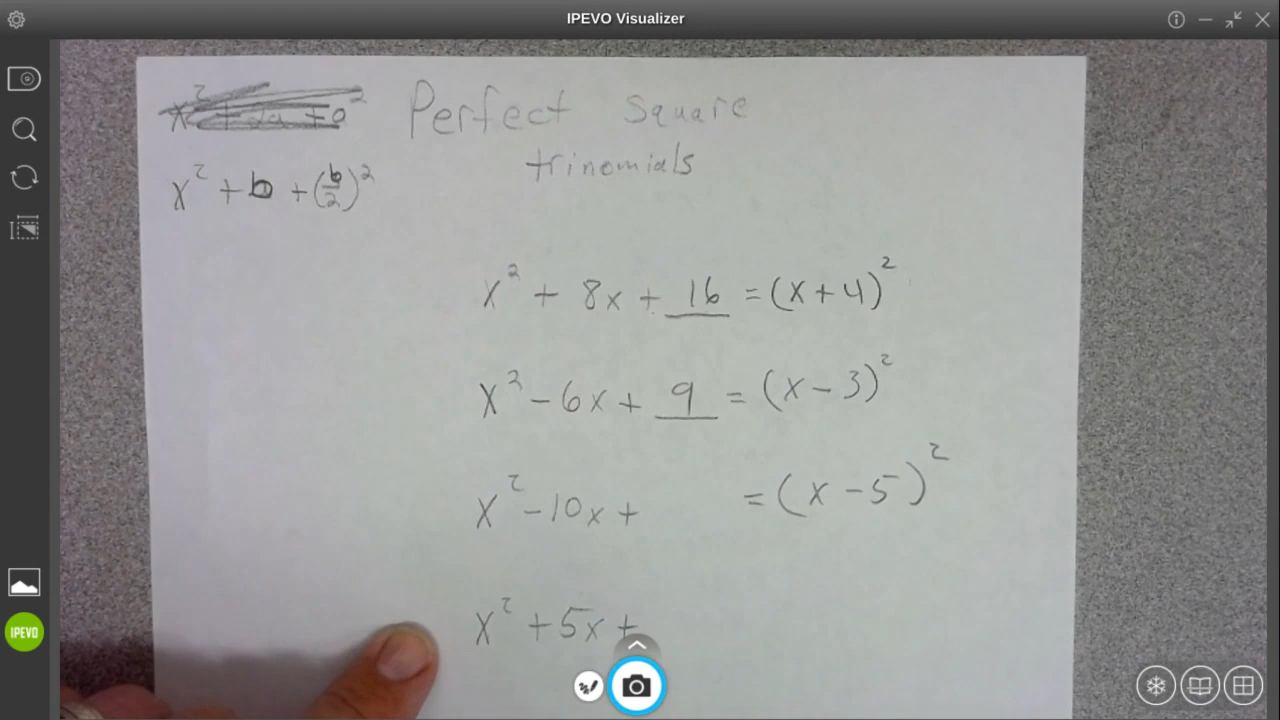 IPEVO Visualizer
Perfect Square
trinomials
x² + b + (b/2)²
x² + 8x + 16 = (x + 4)²
x² - 6x + 9 = (x - 3)²
x² - 10x + = (x - 5)²
x² + 5x +
IPEVO